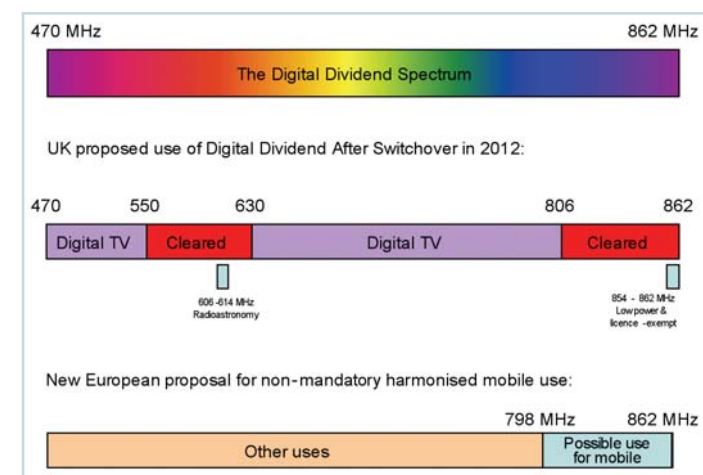 470 MHz 862 MHz
The Digital Dividend Spectrum
UK proposed use of Digital Dividend After Switchover in 2012:
470 550 630 806 862
Digital TV Cleared Digital TV Cleared
606 -614 MHz
Radioastronomy
854 - 862 MHz
Low power &
licence -exempt
New European proposal for non-mandatory harmonised mobile use:
798 MHz 862 MHz
Other uses
Possible use
for mobile